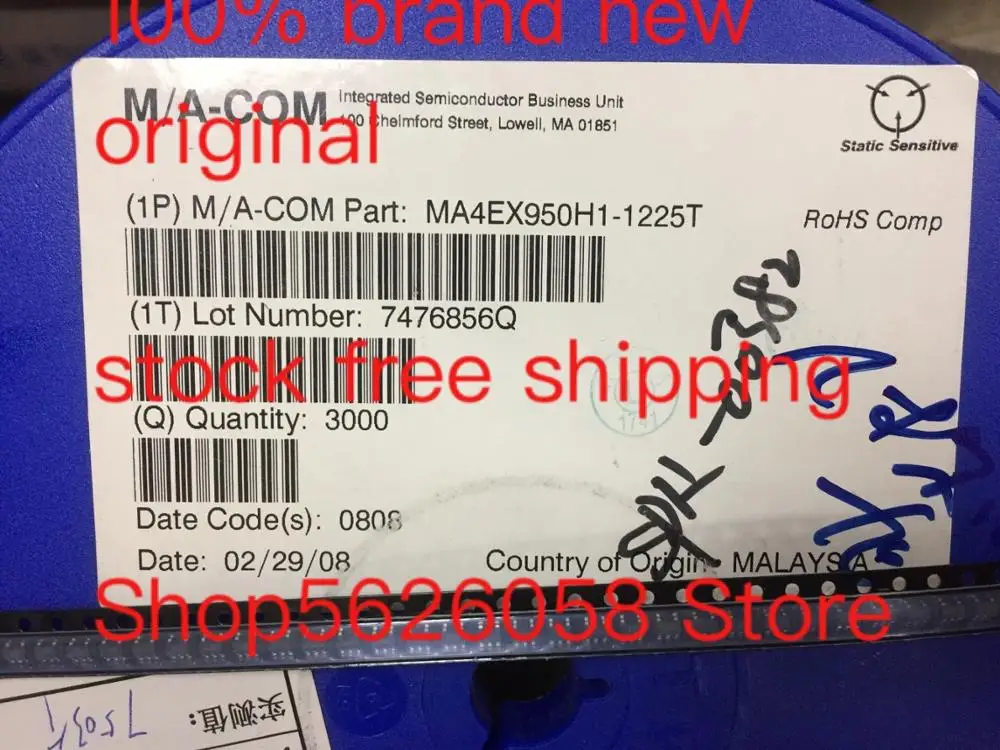 100% brand new
M/A-COM Integrated Semiconductor Business Unit
100 Chelmford Street, Lowell, MA 01851
original
Static Sensitive
(1P) M/A-COM Part: MA4EX950H1-1225T
RoHS Comp
(1T) Lot Number: 7476856Q
stock free shipping
(Q) Quantity: 3000
Date Code(s): 0808
Date: 02/29/08
Country of Origin- MALAYSIA
Shop5626058 Store
实测值: